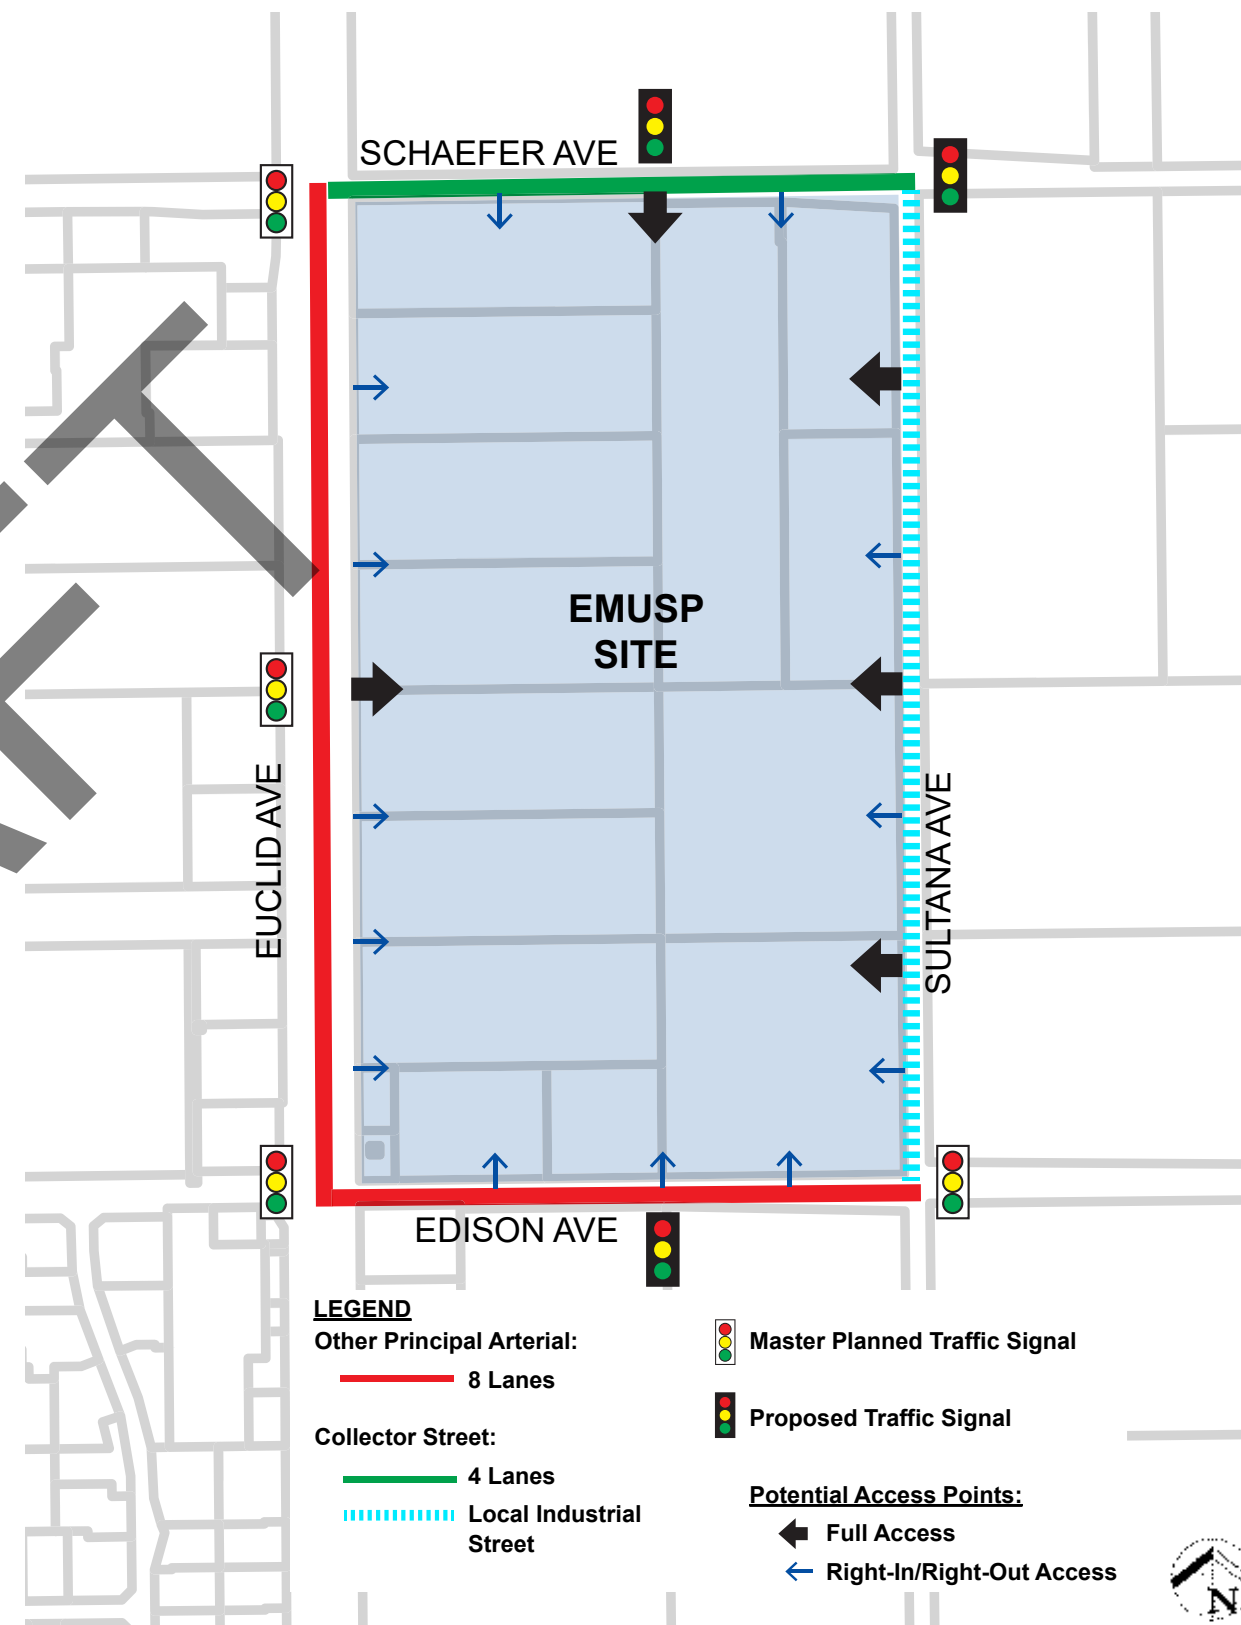 SCHAEFER AVE
EMUSP
SITE
EUCLID AVE
SULTANA AVE
EDISON AVE
LEGEND
Other Principal Arterial:
8 Lanes
Collector Street:
4 Lanes
Local Industrial
Street
Master Planned Traffic Signal
Proposed Traffic Signal
Potential Access Points:
Full Access
Right-In/Right-Out Access
N